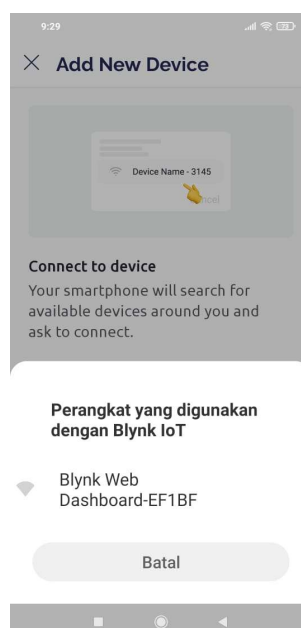 9:29
72
Add New Device
Device Name - 3145
Connect to device
Your smartphone will search for
available devices around you and
ask to connect.
Perangkat yang digunakan
dengan Blynk IoT
Blynk Web
Dashboard-EF1BF
Batal